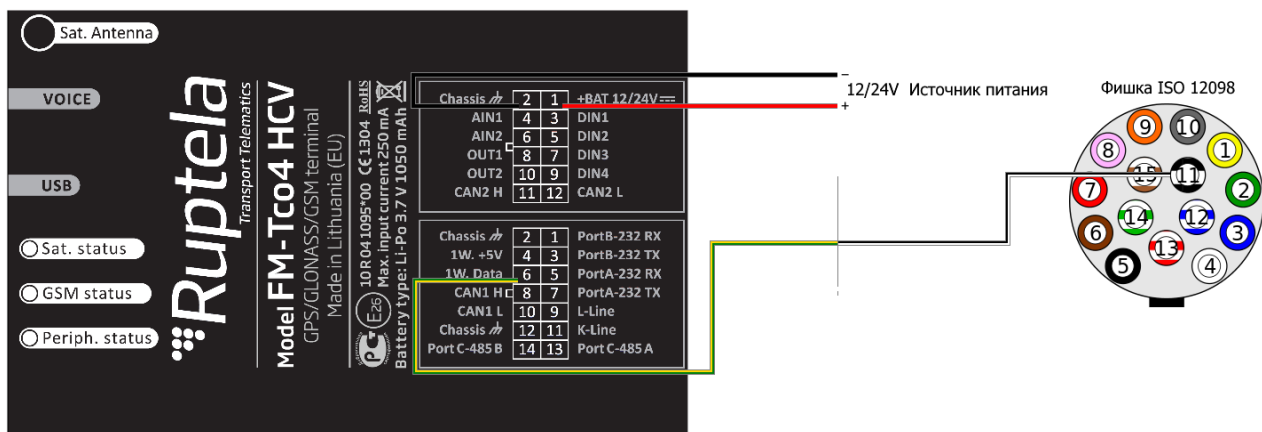 Sat. Antenna
VOICE
USB
Sat. status
GSM status
Periph. status
Ruptela
Transport Telematics
Model FM-Tco4 HCV
GPS/GLONASS/GSM terminal
Made in Lithuania (EU)
E26 10R041095*00 CE1304 RoHS
Max. input current 250 mA
Battery type: Li-Po 3.7 V 1050 mAh
Chassis 2 1 +BAT 12/24V
AIN1 4 3 DIN1
AIN2 6 5 DIN2
OUT1 8 7 DIN3
OUT2 10 9 DIN4
CAN2 H 11 12 CAN2 L
Chassis 2 1 PortB-232 RX
1W. +5V 4 3 PortB-232 TX
1W. Data 6 5 PortA-232 RX
CAN1 H 8 7 PortA-232 TX
CAN1 L 10 9 L-Line
Chassis 12 11 K-Line
Port C-485 B 14 13 Port C-485 A
−
12/24V Источник питания
+
Фишка ISO 12098
9 10
8 1
15 11
7 2
14 12
6 3
13
5 4